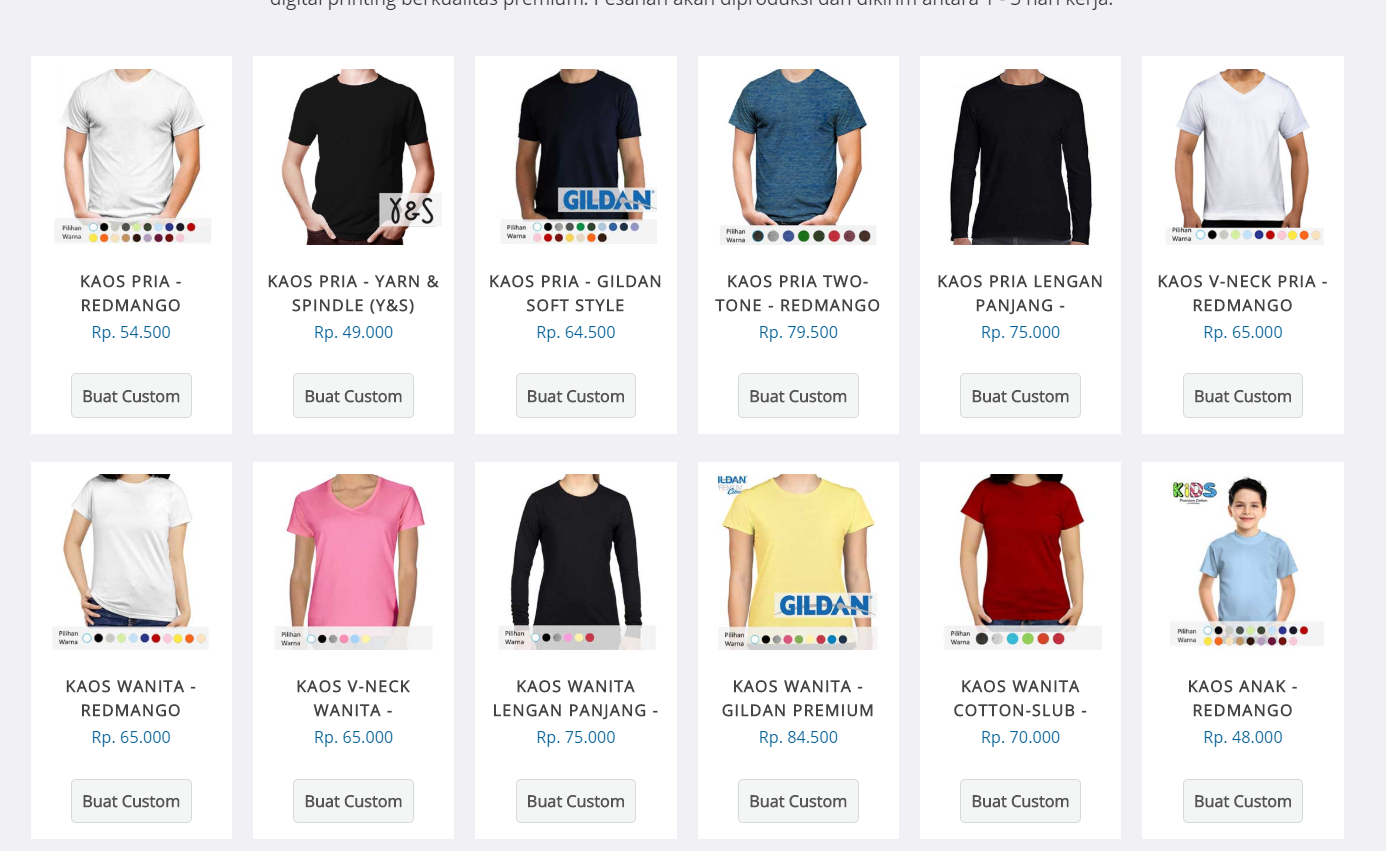 digital printing berkualitas premium. Pesanan akan diproduksi dan dikirim antara 1 - 3 hari kerja.
Pilihan
Warna
Y&S
GILDAN
Pilihan
Warna
Pilihan
Warna
Pilihan
Warna
KAOS PRIA -
REDMANGO
Rp. 54.500
Buat Custom
KAOS PRIA - YARN &
SPINDLE (Y&S)
Rp. 49.000
Buat Custom
KAOS PRIA - GILDAN
SOFT STYLE
Rp. 64.500
Buat Custom
KAOS PRIA TWO-
TONE - REDMANGO
Rp. 79.500
Buat Custom
KAOS PRIA LENGAN
PANJANG -
Rp. 75.000
Buat Custom
KAOS V-NECK PRIA -
REDMANGO
Rp. 65.000
Buat Custom
Pilihan
Warna
Pilihan
Warna
Pilihan
Warna
ILDAN
GILDAN
Pilihan
Warna
Pilihan
Warna
KiDS
Pilihan
Warna
KAOS WANITA -
REDMANGO
Rp. 65.000
Buat Custom
KAOS V-NECK
WANITA -
Rp. 65.000
Buat Custom
KAOS WANITA
LENGAN PANJANG -
Rp. 75.000
Buat Custom
KAOS WANITA -
GILDAN PREMIUM
Rp. 84.500
Buat Custom
KAOS WANITA
COTTON-SLUB -
Rp. 70.000
Buat Custom
KAOS ANAK -
REDMANGO
Rp. 48.000
Buat Custom